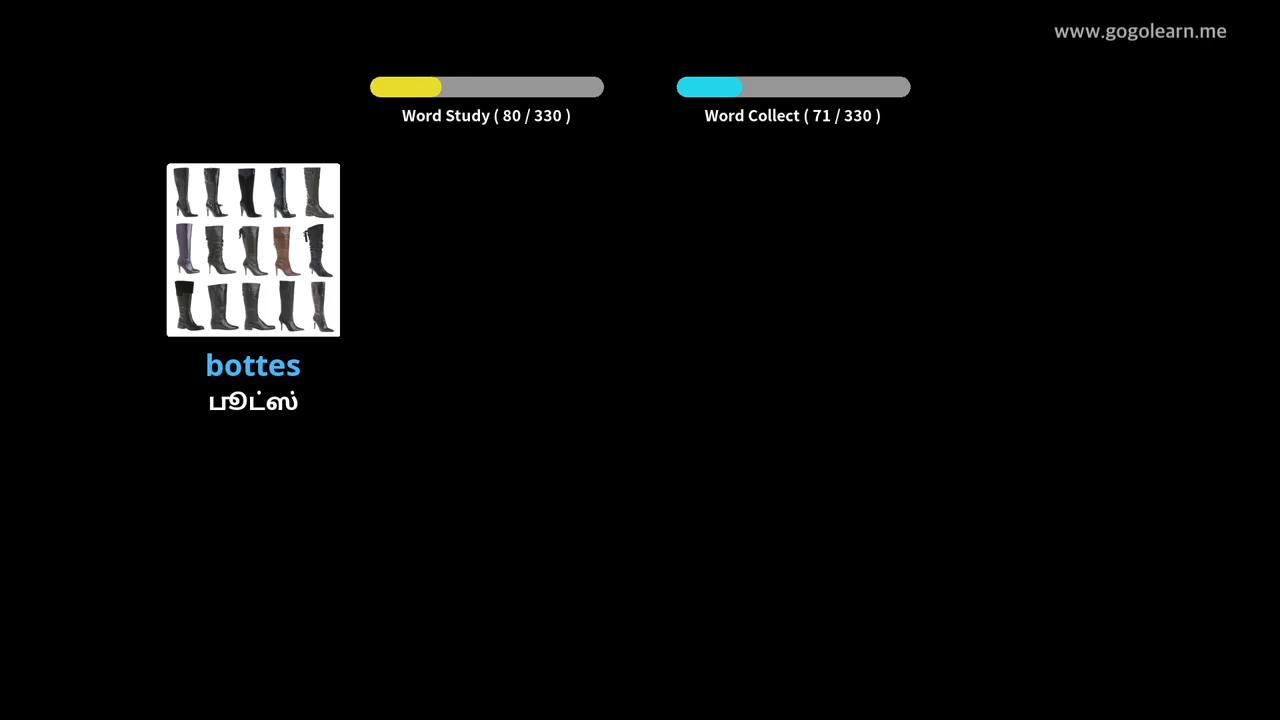 www.gogolearn.me
Word Study ( 80 / 330 )
Word Collect ( 71 / 330 )
bottes
பூட்ஸ்